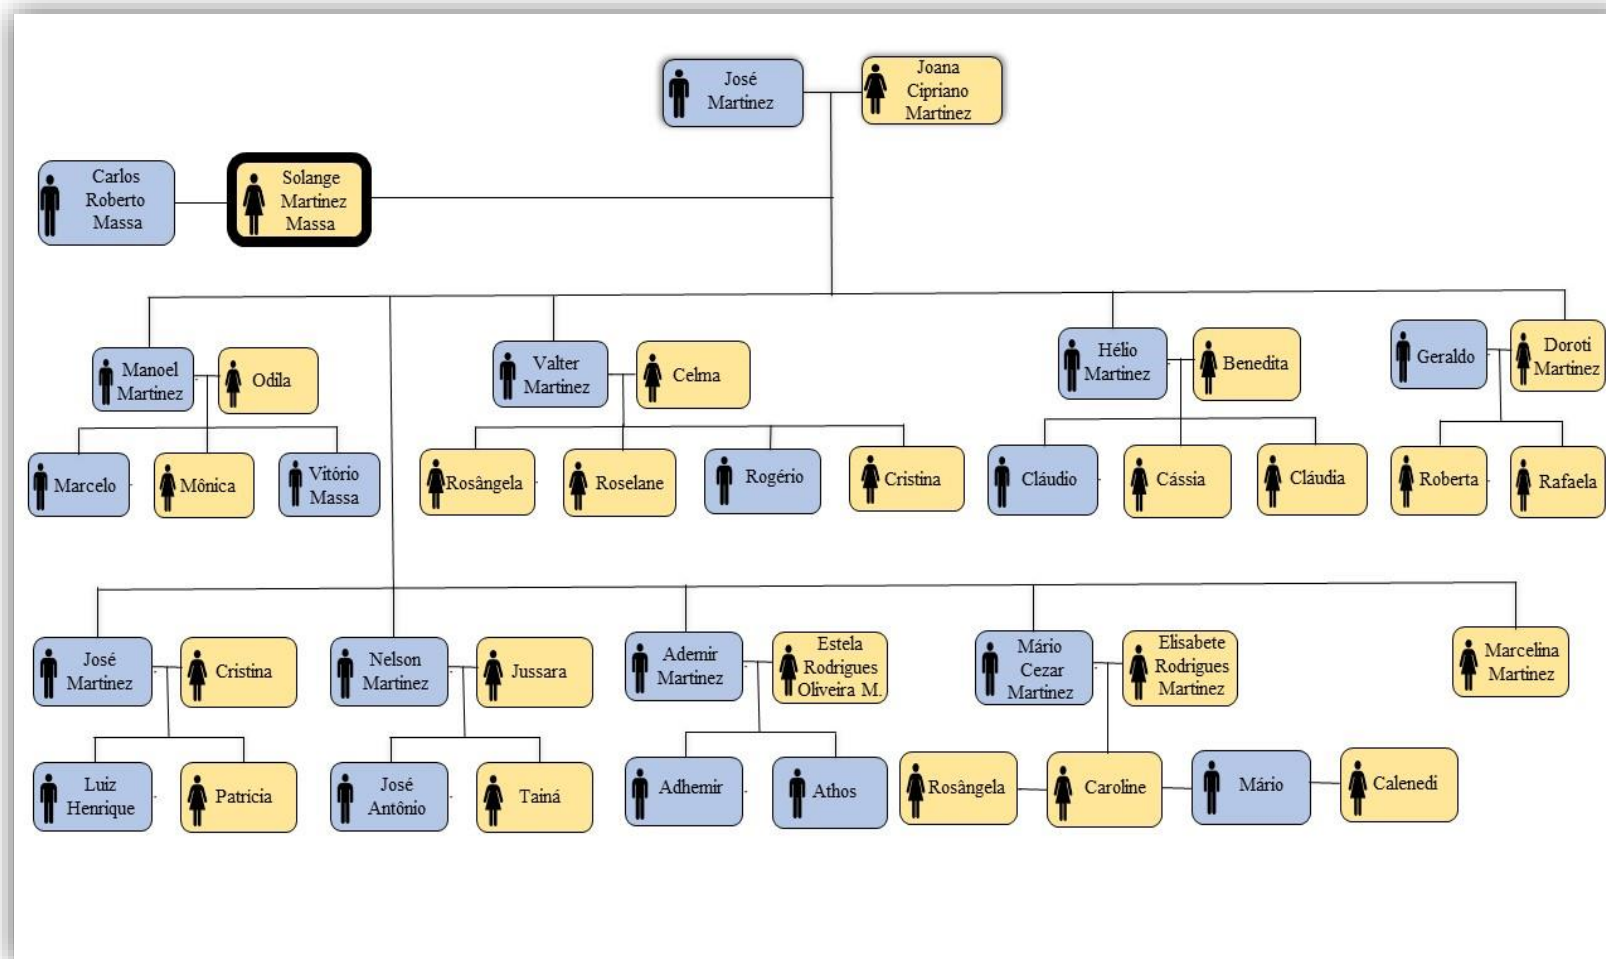 José
Martinez
Joana
Cipriano
Martinez
Carlos
Roberto
Massa
Solange
Martinez
Massa
Manoel
Martinez
Odila
Valter
Martinez
Celma
Hélio
Martinez
Benedita
Geraldo
Doroti
Martinez
Marcelo
Mônica
Vitório
Massa
Rosângela
Roselane
Rogério
Cristina
Cláudio
Cássia
Cláudia
Roberta
Rafaela
José
Martinez
Cristina
Nelson
Martinez
Jussara
Ademir
Martinez
Estela
Rodrigues
Oliveira M.
Mário
Cezar
Martinez
Elisabete
Rodrigues
Martinez
Marcelina
Martinez
Luiz
Henrique
Patricia
José
Antônio
Tainá
Adhemir
Athos
Rosângela
Caroline
Mário
Calenedi